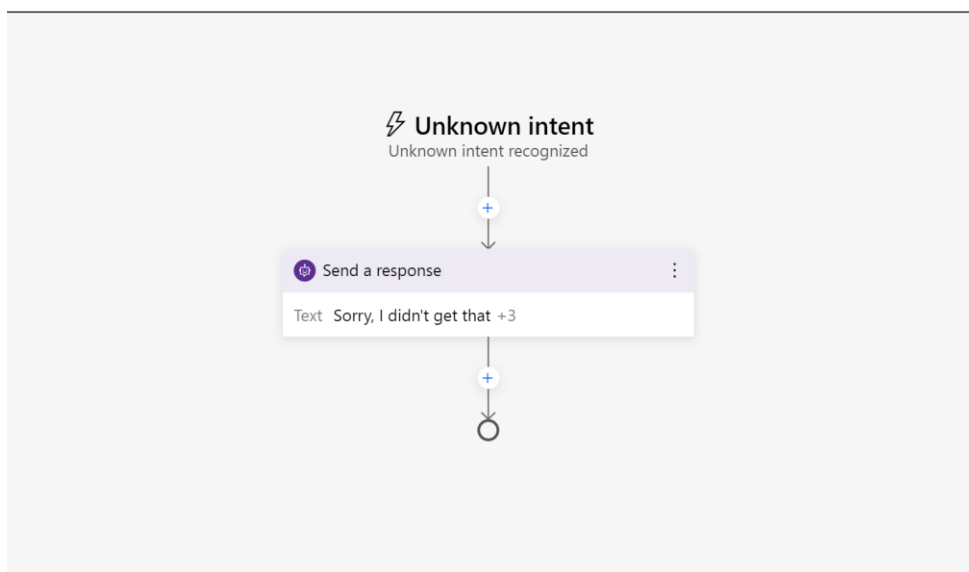 Unknown intent
Unknown intent recognized
Send a response
Text Sorry, I didn't get that +3